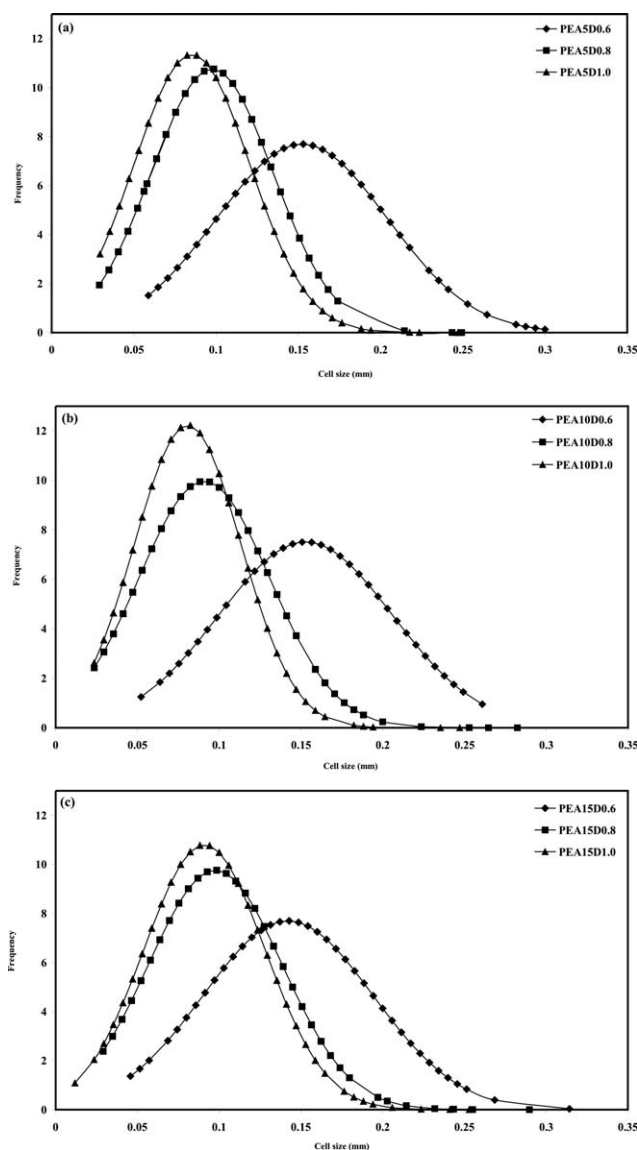 (a)
PEA5D0.6
PEA5D0.8
PEA5D1.0
12
10
8
6
4
2
0
Frequency
0 0.05 0.1 0.15 0.2 0.25 0.3 0.35
Cell size (mm)
(b)
PEA10D0.6
PEA10D0.8
PEA10D1.0
12
10
8
6
4
2
0
Frequency
0 0.05 0.1 0.15 0.2 0.25 0.3 0.35
Cell size (mm)
(c)
PEA15D0.6
PEA15D0.8
PEA15D1.0
12
10
8
6
4
2
0
Frequency
0 0.05 0.1 0.15 0.2 0.25 0.3 0.35
Cell size (mm)